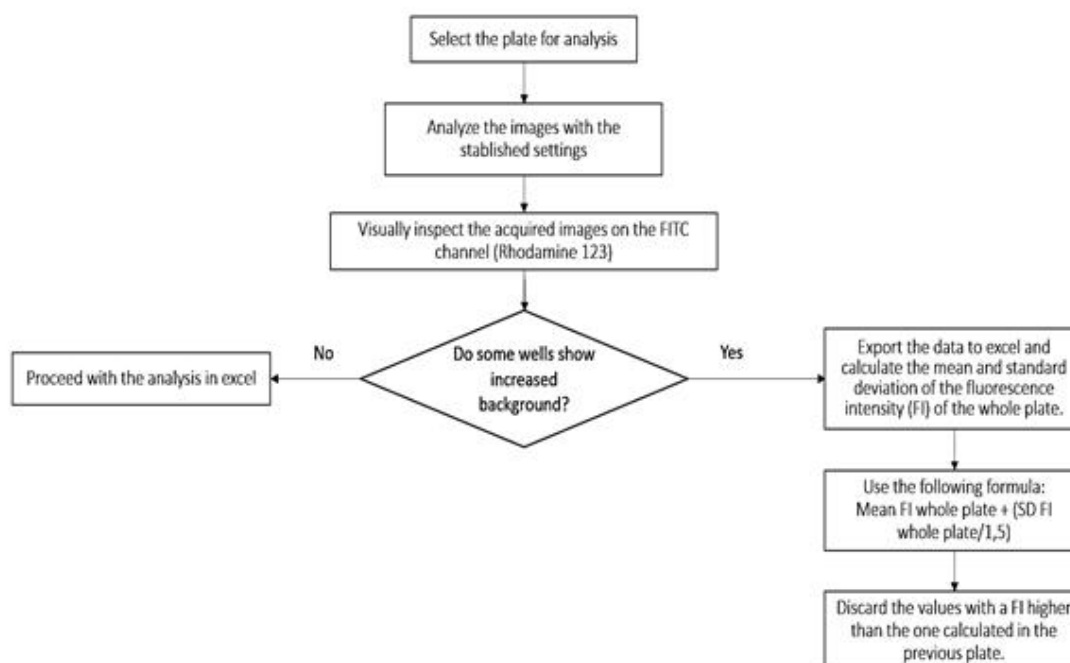 Select the plate for analysis
Analyze the images with the
stablished settings
Visually inspect the acquired images on the FITC
channel (Rhodamine 123)
Do some wells show
increased
background?
No
Proceed with the analysis in excel
Yes
Export the data to excel and
calculate the mean and standard
deviation of the fluorescence
intensity (FI) of the whole plate.
Use the following formula:
Mean FI whole plate + (SD FI
whole plate/1,5)
Discard the values with a FI higher
than the one calculated in the
previous plate.